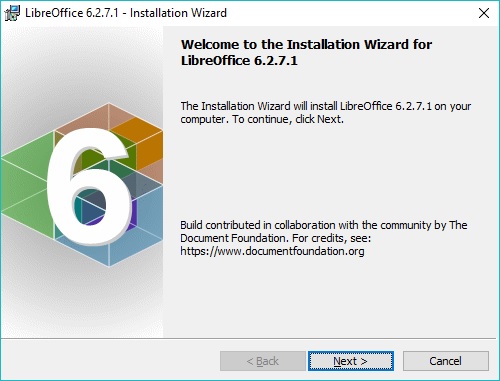 LibreOffice 6.2.7.1 - Installation Wizard
Welcome to the Installation Wizard for
LibreOffice 6.2.7.1
The Installation Wizard will install LibreOffice 6.2.7.1 on your
computer. To continue, click Next.
6
Build contributed in collaboration with the community by The
Document Foundation. For credits, see:
https://www.documentfoundation.org
< Back
Next >
Cancel